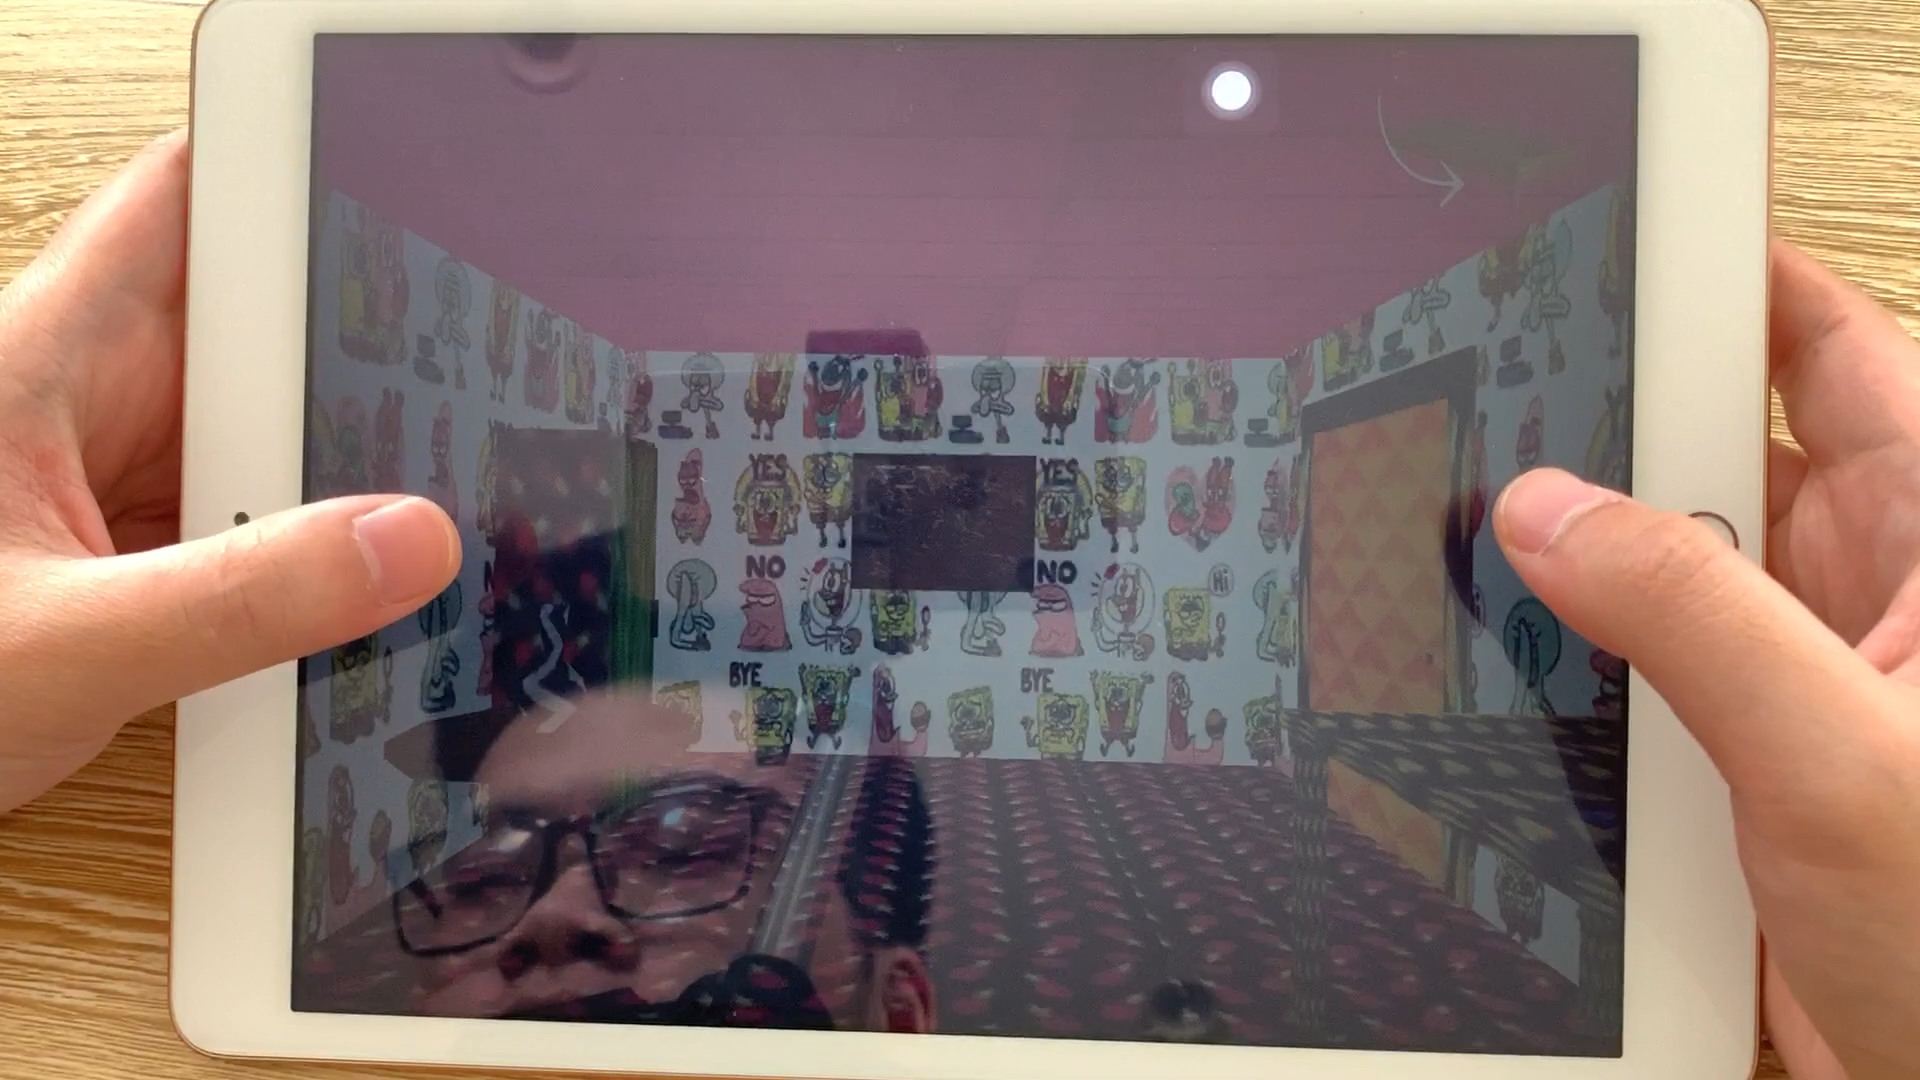 YES YES
NO NO
Hi
BYE BYE